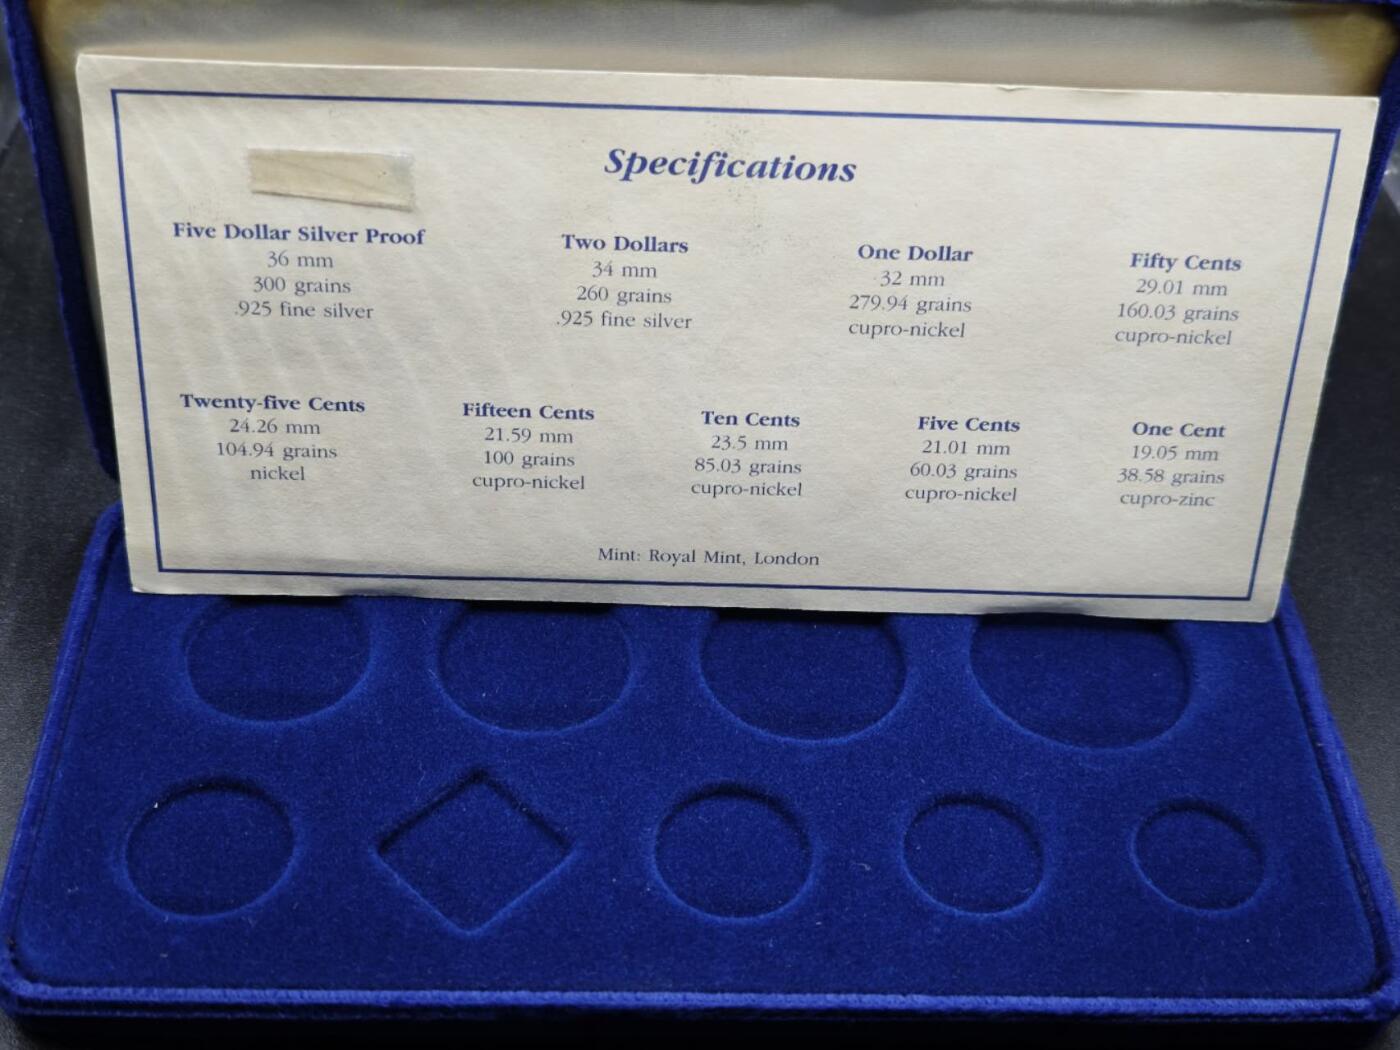 Specifications
Five Dollar Silver Proof
36 mm
300 grains
.925 fine silver
Two Dollars
34 mm
260 grains
.925 fine silver
One Dollar
32 mm
279.94 grains
cupro-nickel
Fifty Cents
29.01 mm
160.03 grains
cupro-nickel
Twenty-five Cents
24.26 mm
104.94 grains
nickel
Fifteen Cents
21.59 mm
100 grains
cupro-nickel
Ten Cents
23.5 mm
85.03 grains
cupro-nickel
Five Cents
21.01 mm
60.03 grains
cupro-nickel
One Cent
19.05 mm
38.58 grains
cupro-zinc
Mint: Royal Mint, London